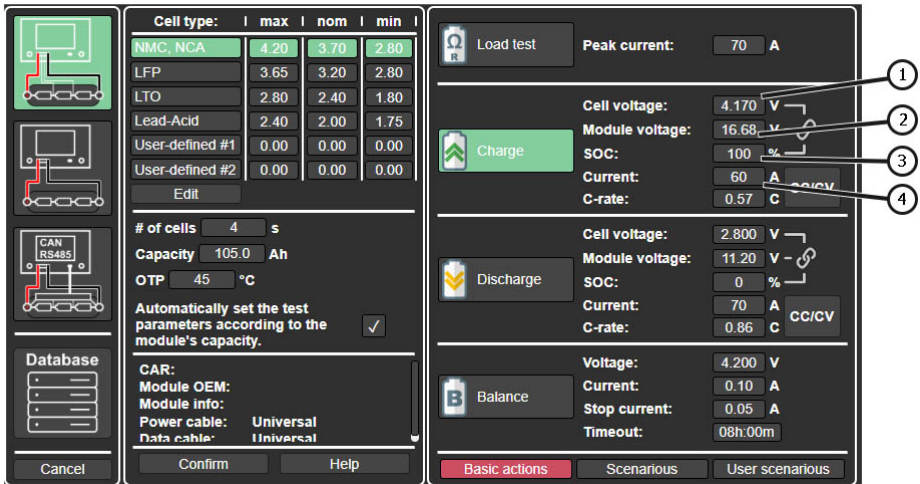 Cell type: max nom min
NMC, NCA 4.20 3.70 2.80
LFP 3.65 3.20 2.80
LTO 2.80 2.40 1.80
Lead-Acid 2.40 2.00 1.75
User-defined #1 0.00 0.00 0.00
User-defined #2 0.00 0.00 0.00
Edit
# of cells 4 s
Capacity 105.0 Ah
OTP 45 °C
Automatically set the test
parameters according to the
module's capacity.
CAR:
Module OEM:
Module info:
Power cable: Universal
Data cable: Universal
Confirm Help
CAN
RS485
Database
Cancel
Ω
R
Load test Peak current: 70 A
Charge
Cell voltage: 4.170 V
Module voltage: 16.68 V
SOC: 100 %
Current: 60 A
C-rate: 0.57 C
CC/CV
Discharge
Cell voltage: 2.800 V
Module voltage: 11.20 V
SOC: 0 %
Current: 70 A
C-rate: 0.86 C
CC/CV
B
Balance
Voltage: 4.200 V
Current: 0.10 A
Stop current: 0.05 A
Timeout: 08h:00m
Basic actions Scenarious User scenarious
1
2
3
4